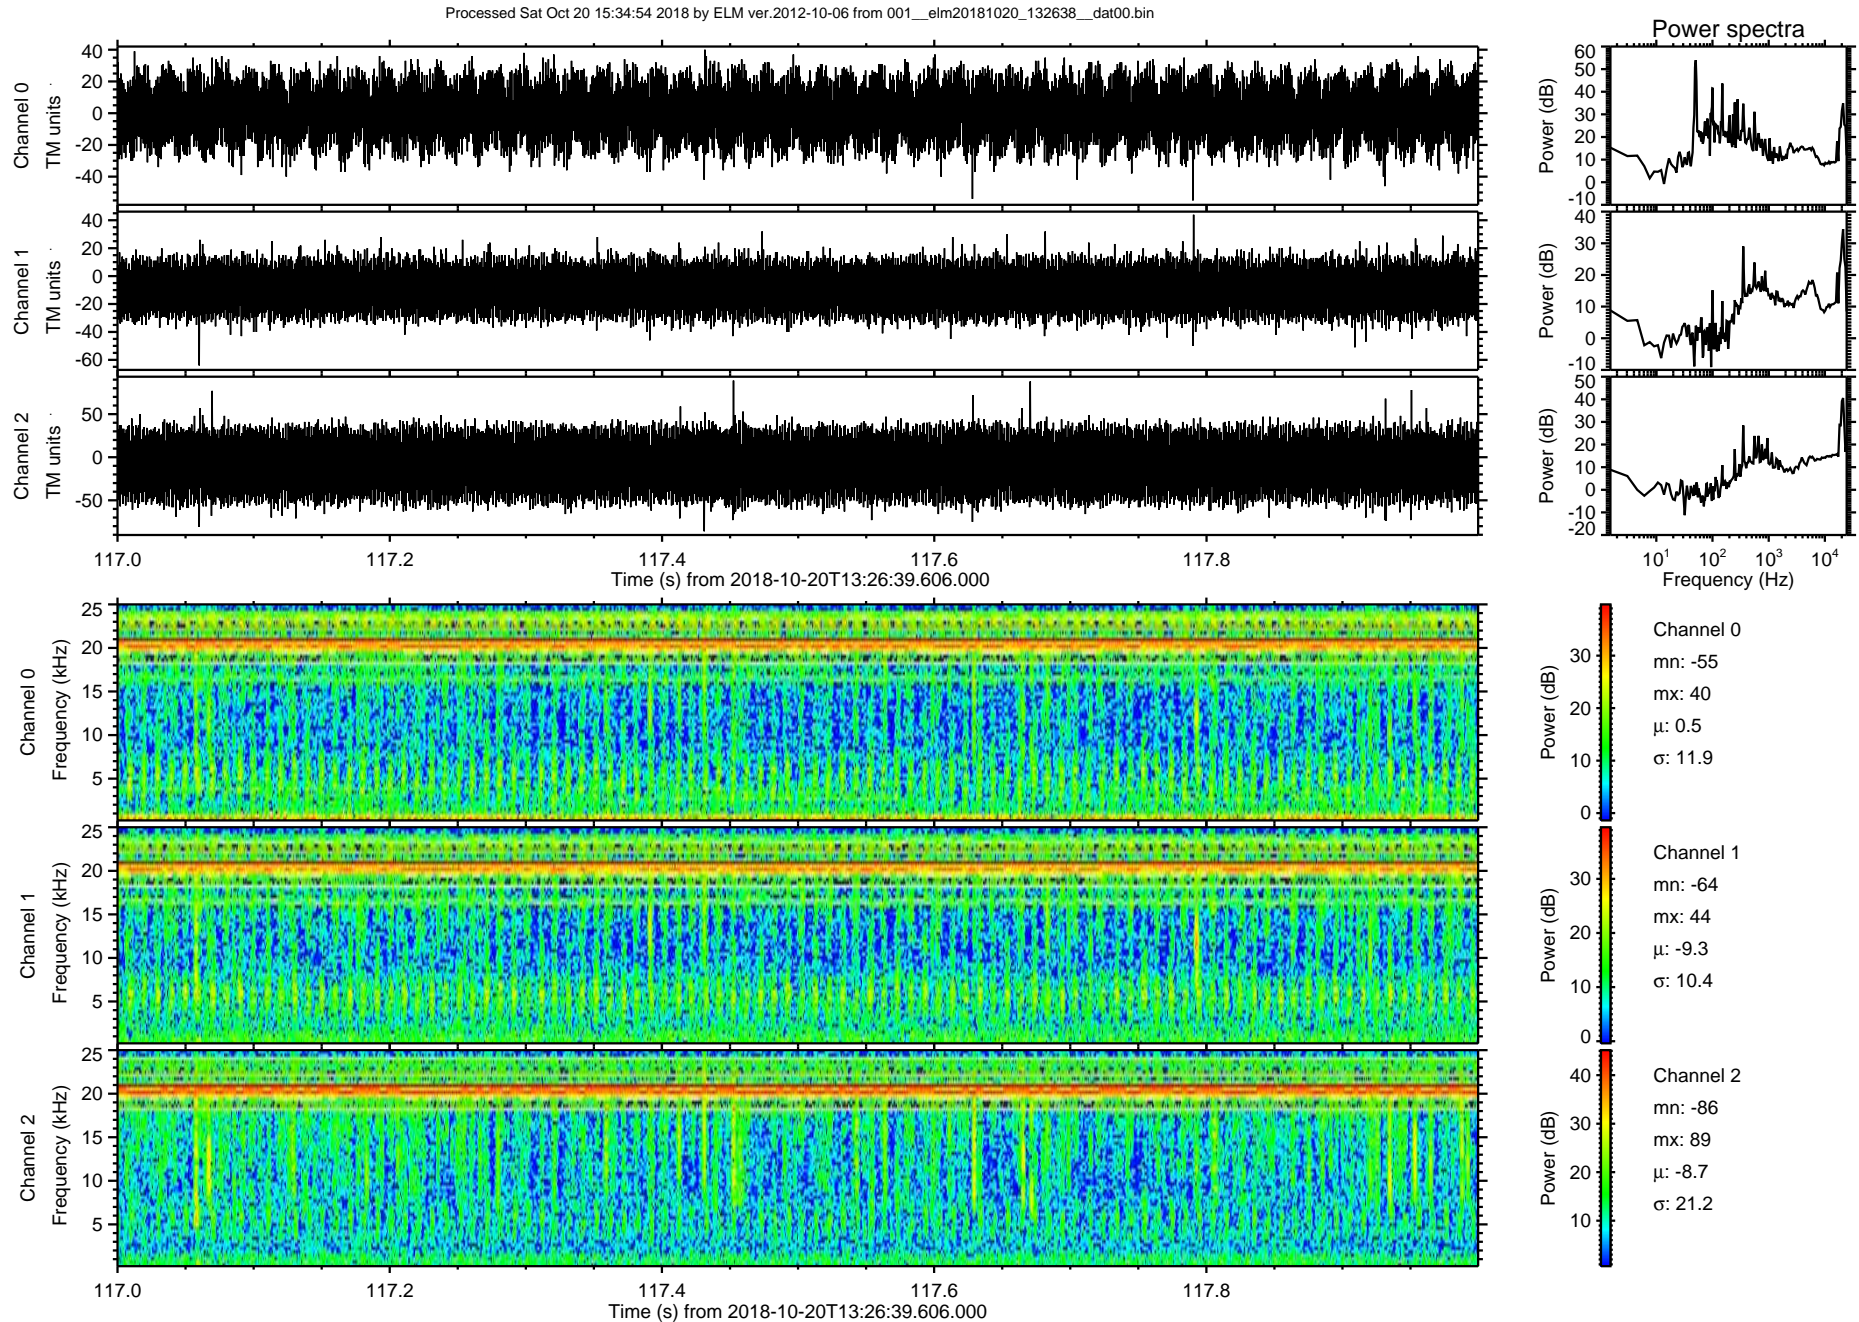 Processed Sat Oct 20 15:34:54 2018 by ELM ver.2012-10-06 from 001__elm20181020_132638__dat00.bin
Power spectra
Channel 0
TM units
40
20
0
-20
-40
Power (dB)
60
50
40
30
20
10
0
-10
Channel 1
TM units
40
20
0
-20
-40
-60
Power (dB)
40
30
20
10
0
-10
Channel 2
TM units
50
0
-50
Power (dB)
50
40
30
20
10
0
-10
-20
117.0 117.2 117.4 117.6 117.8
Time (s) from 2018-10-20T13:26:39.606.000
10^1 10^2 10^3 10^4
Frequency (Hz)
Channel 0
Frequency (kHz)
25
20
15
10
5
Power (dB)
30
20
10
0
Channel 0
mn: -55
mx: 40
μ: 0.5
σ: 11.9
Channel 1
Frequency (kHz)
25
20
15
10
5
Power (dB)
30
20
10
0
Channel 1
mn: -64
mx: 44
μ: -9.3
σ: 10.4
Channel 2
Frequency (kHz)
25
20
15
10
5
Power (dB)
40
30
20
10
Channel 2
mn: -86
mx: 89
μ: -8.7
σ: 21.2
117.0 117.2 117.4 117.6 117.8
Time (s) from 2018-10-20T13:26:39.606.000